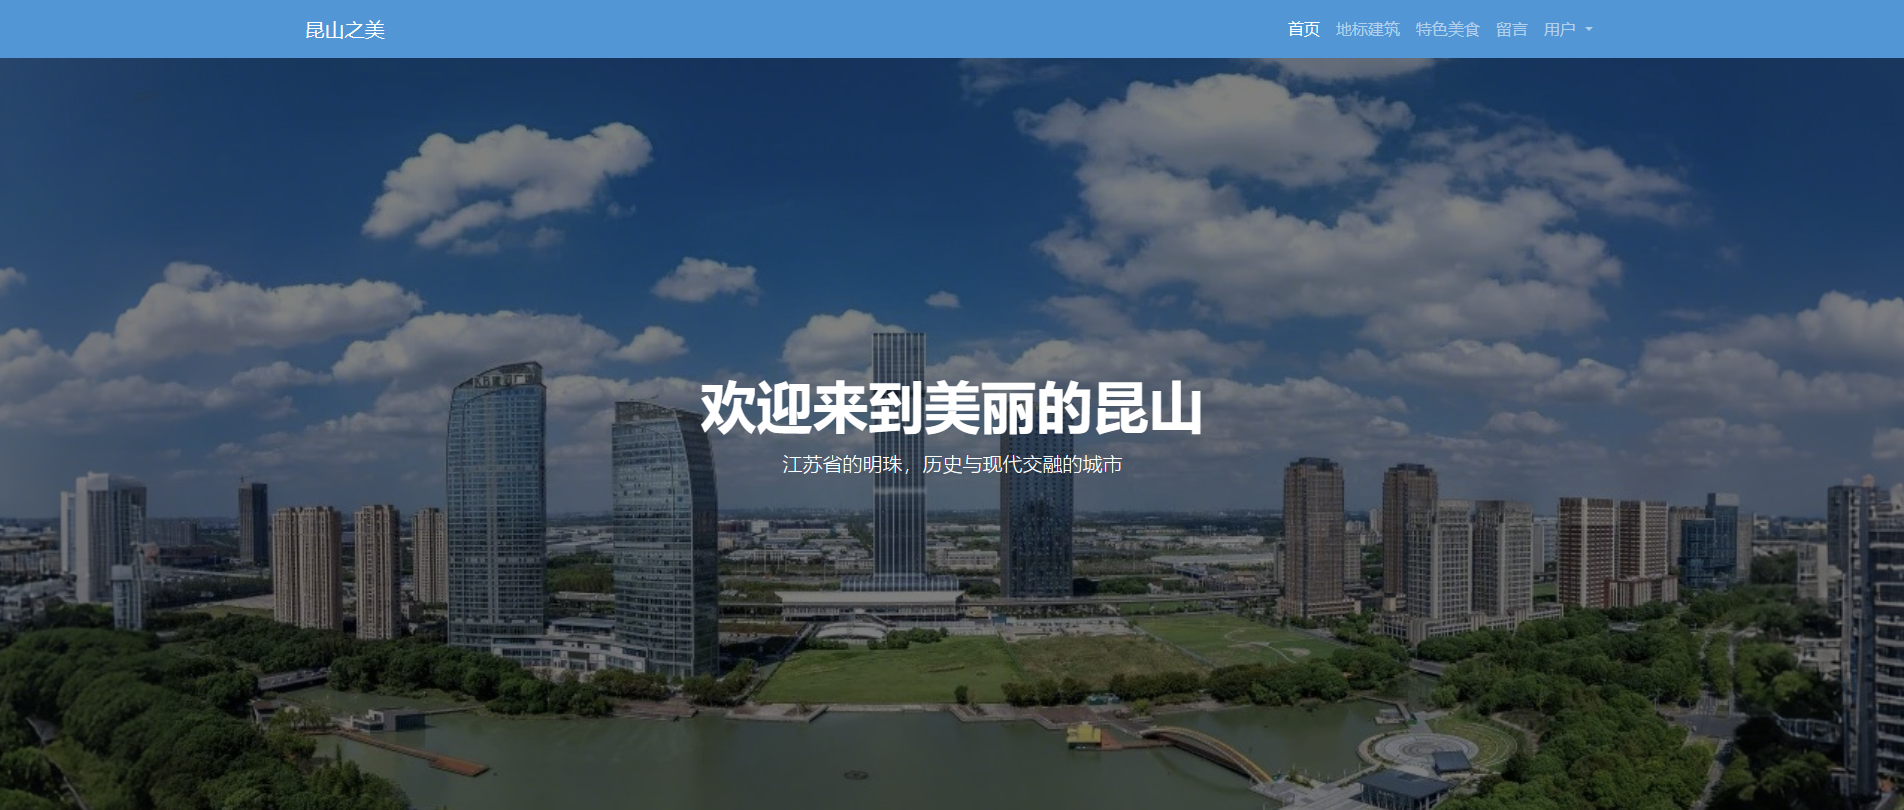 昆山之美
首页 地标建筑 特色美食 留言 用户
欢迎来到美丽的昆山
江苏省的明珠，历史与现代交融的城市